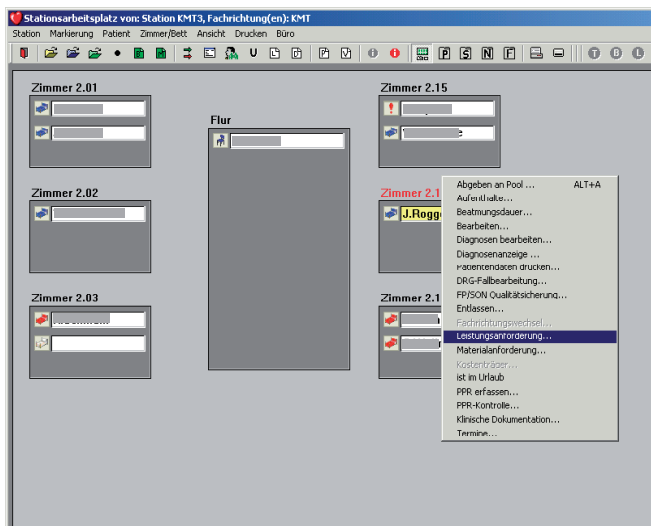 Stationsarbeitsplatz von: Station KMT3, Fachrichtung(en): KMT
Station Markierung Patient Zimmer/Bett Ansicht Drucken Büro
U P S N F T B L
Zimmer 2.01
Flur
Zimmer 2.15
Zimmer 2.02
Zimmer 2.1
J.Rogg
Zimmer 2.03
Zimmer 2.1
Abgeben an Pool ... ALT+A
Aufenthalte...
Beatmungsdauer...
Bearbeiten...
Diagnosen bearbeiten...
Diagnosenanzeige ...
Patientendaten drucken...
DRG-Fallbearbeitung...
FP/SON Qualitätsicherung...
Entlassen...
Fachrichtungswechsel...
Leistungsanforderung...
Materialanforderung...
Kostenträger...
ist im Urlaub
PPR erfassen...
PPR-Kontrolle...
Klinische Dokumentation...
Termine...